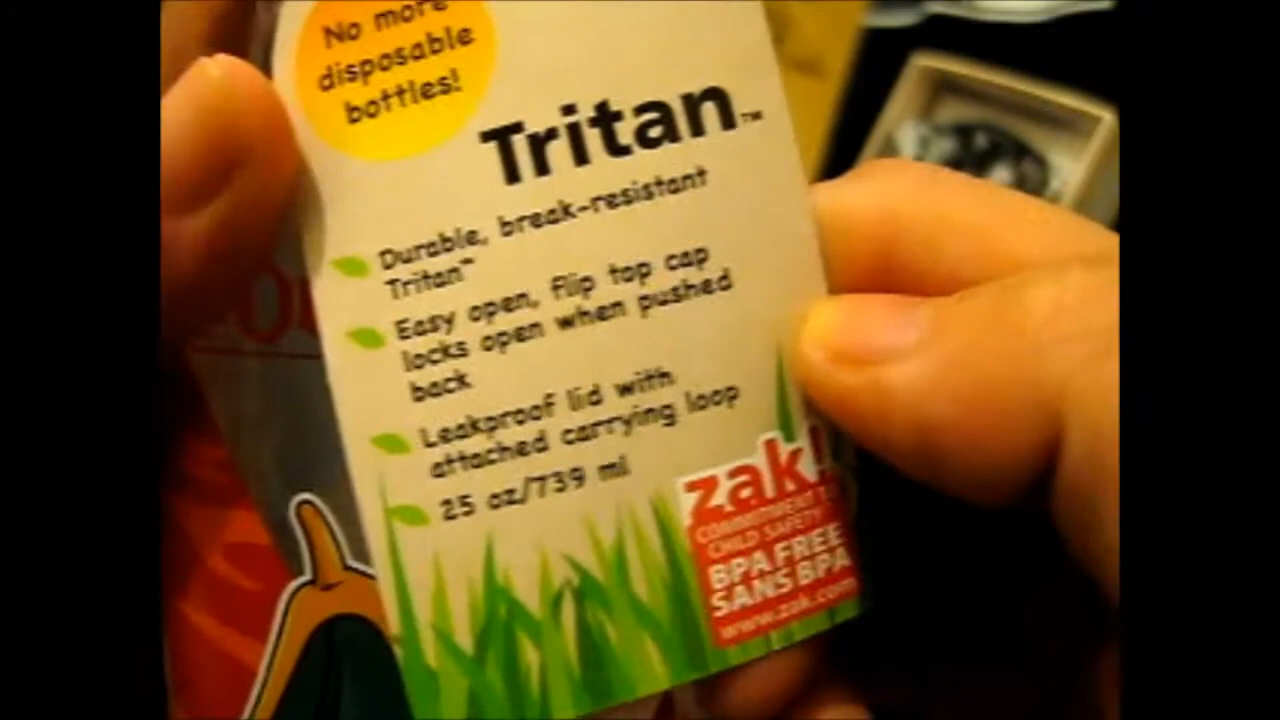 No more
disposable
bottles!
Tritan™
Durable, break-resistant
Tritan™
Easy open, flip top cap
locks open when pushed
back
Leakproof lid with
attached carrying loop
25 oz/739 ml
zak!
COMMITMENT TO
CHILD SAFETY
BPA FREE
SANS BPA
www.zak.com